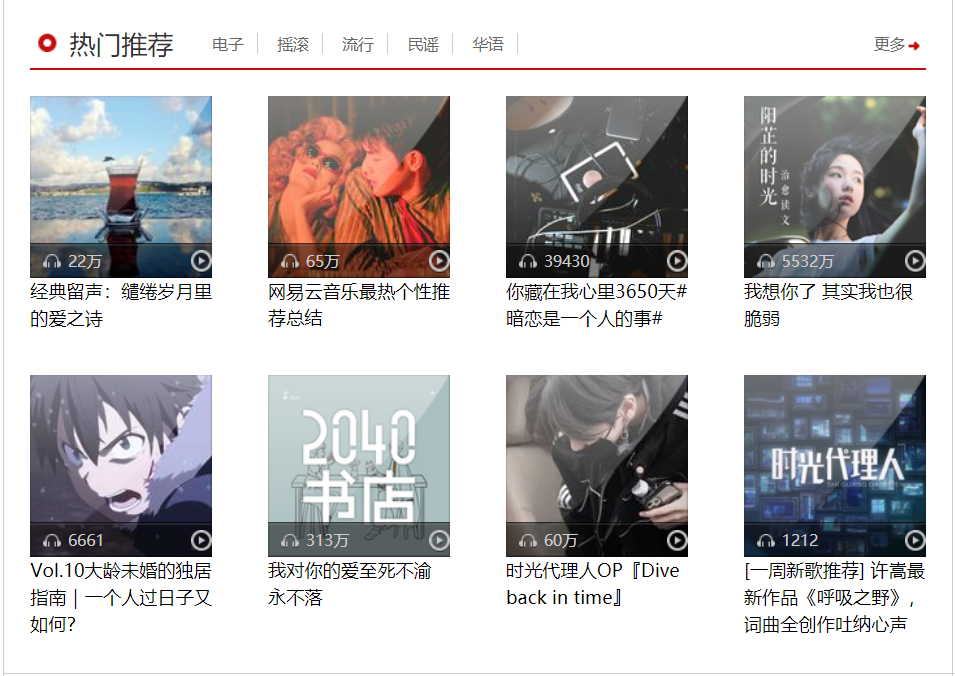 热门推荐 电子 摇滚 流行 民谣 华语 更多
阳芷的时光
治愈读文
22万
65万
39430
5532万
经典留声：缱绻岁月里
的爱之诗
网易云音乐最热个性推
荐总结
你藏在我心里3650天#
暗恋是一个人的事#
我想你了 其实我也很
脆弱
2040
书店
时光代理人
6661
313万
60万
1212
Vol.10大龄未婚的独居
指南｜一个人过日子又
如何?
我对你的爱至死不渝
永不落
时光代理人OP『Dive
back in time』
[一周新歌推荐] 许嵩最
新作品《呼吸之野》,
词曲全创作吐纳心声